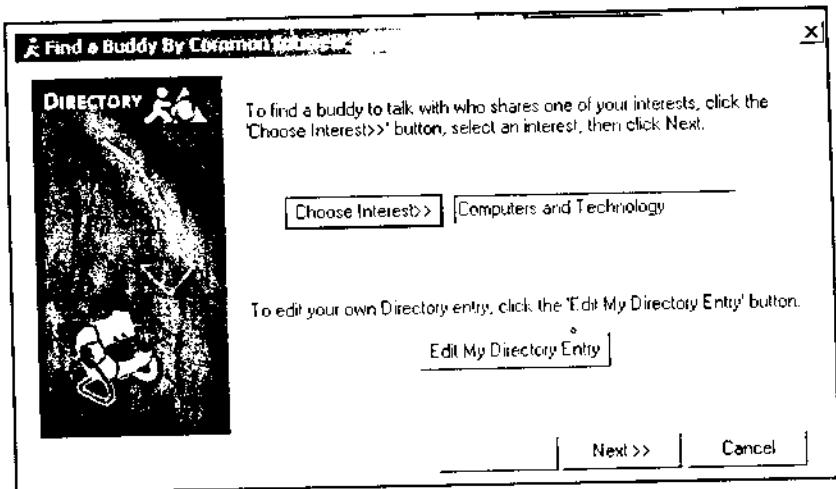 Find a Buddy By Common
X
DIRECTORY
To find a buddy to talk with who shares one of your interests, click the
'Choose Interest>>' button, select an interest, then click Next.
Choose Interest>>
Computers and Technology
To edit your own Directory entry, click the 'Edit My Directory Entry' button.
Edit My Directory Entry
Next >>
Cancel